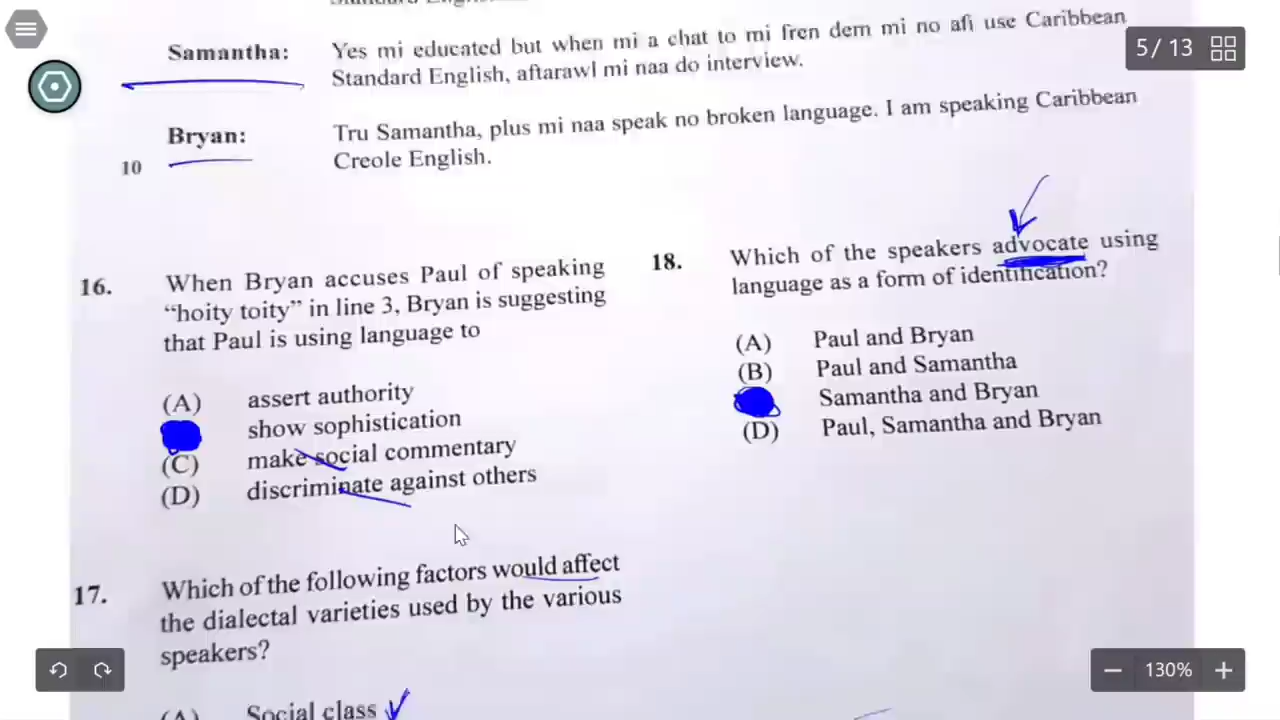 Samantha:
Yes mi educated but when mi a chat to mi fren dem mi no afi use Caribbean
Standard English, aftarawl mi naa do interview.
Bryan:
Tru Samantha, plus mi naa speak no broken language. I am speaking Caribbean
10
Creole English.
5 / 13
16.
When Bryan accuses Paul of speaking
“hoity toity” in line 3, Bryan is suggesting
that Paul is using language to
(A) assert authority
show sophistication
(C) make social commentary
(D) discriminate against others
17.
Which of the following factors would affect
the dialectal varieties used by the various
speakers?
(A) Social class
18.
Which of the speakers advocate using
language as a form of identification?
(A) Paul and Bryan
(B) Paul and Samantha
Samantha and Bryan
(D) Paul, Samantha and Bryan
130%